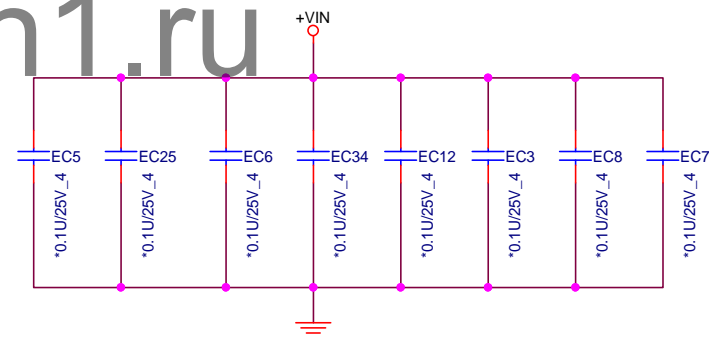 n1.ru
+VIN
EC5
EC25
EC6
EC34
EC12
EC3
EC8
EC7
*0.1U/25V_4
*0.1U/25V_4
*0.1U/25V_4
*0.1U/25V_4
*0.1U/25V_4
*0.1U/25V_4
*0.1U/25V_4
*0.1U/25V_4